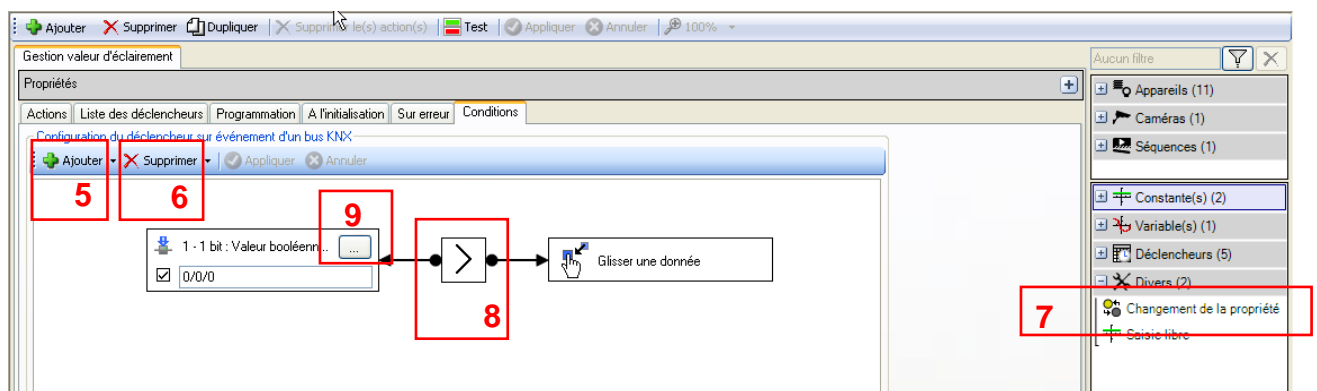 Ajouter Supprimer Dupliquer Supprimer le(s) action(s) Test Appliquer Annuler 100%
Gestion valeur d'éclairement
Aucun filtre
Propriétés
Appareils (11)
Actions Liste des déclencheurs Programmation A l'initialisation Sur erreur Conditions
Caméras (1)
Configuration du déclencheur sur événement d'un bus KNX
Séquences (1)
Ajouter Supprimer Appliquer Annuler
5 6
Constante(s) (2)
9
Variable(s) (1)
1 - 1 bit : Valeur booléenn... ...
Glisser une donnée
Déclencheurs (5)
0/0/0
Divers (2)
8
7
Changement de la propriété
Saisie libre